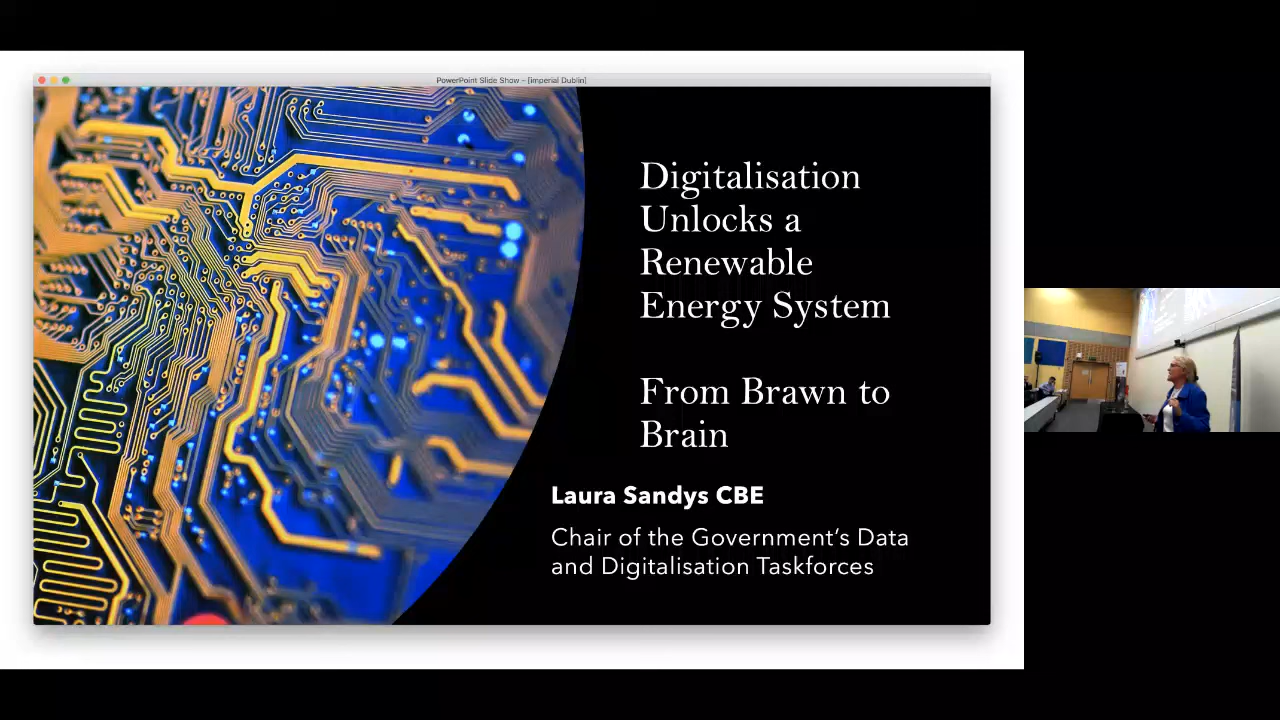 PowerPoint Slide Show - [imperial Dublin]
Digitalisation
Unlocks a
Renewable
Energy System
From Brawn to
Brain
Laura Sandys CBE
Chair of the Government's Data
and Digitalisation Taskforces